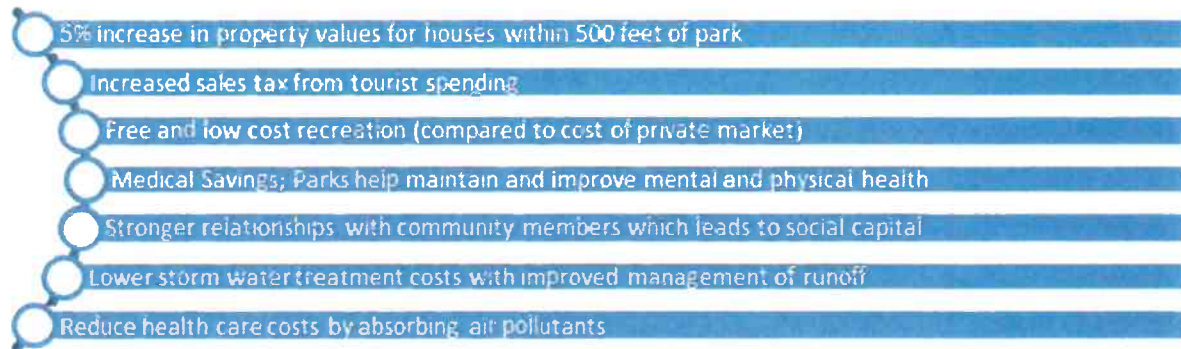 5% increase in property values for houses within 500 feet of park
Increased sales tax from tourist spending
Free and low cost recreation (compared to cost of private market)
Medical Savings; Parks help maintain and improve mental and physical health
Stronger relationships with community members which leads to social capital
Lower storm water treatment costs with improved management of runoff
Reduce health care costs by absorbing air pollutants